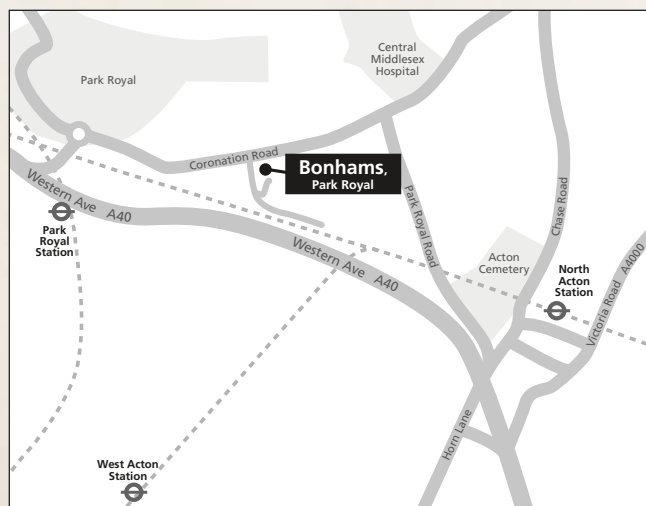 Central
Middlesex
Hospital
Park Royal
Coronation Road
Bonhams,
Park Royal
Western Ave A40
Park
Royal
Station
Park Royal Road
Chase Road
Western Ave A40
Acton
Cemetery
North
Acton
Station
Victoria Road A4000
Horn Lane
West Acton
Station